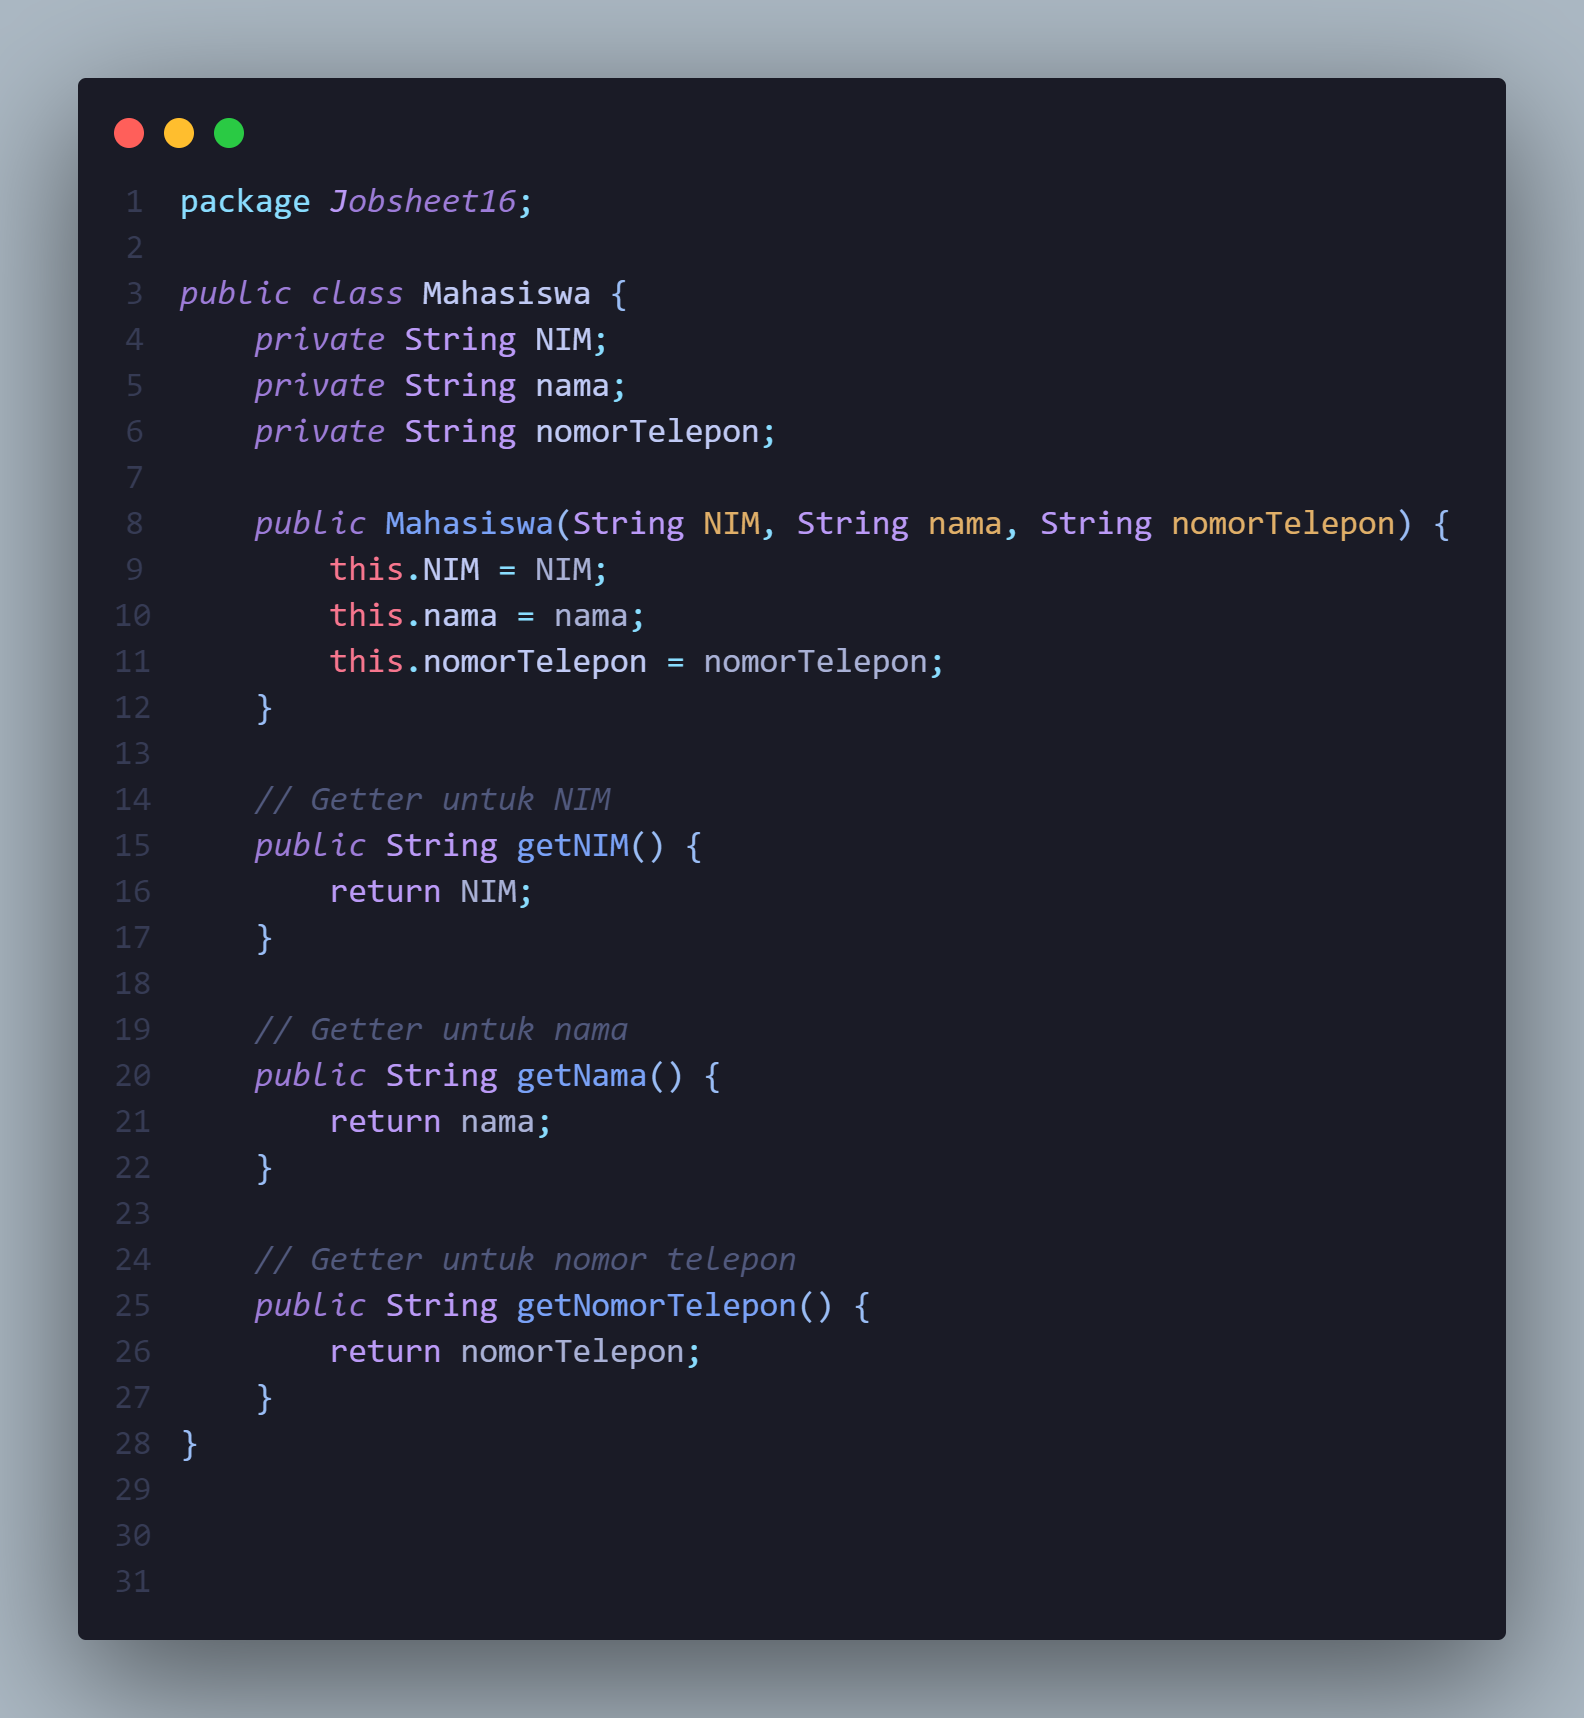 1 package Jobsheet16;
2
3 public class Mahasiswa {
4     private String NIM;
5     private String nama;
6     private String nomorTelepon;
7
8     public Mahasiswa(String NIM, String nama, String nomorTelepon) {
9         this.NIM = NIM;
10         this.nama = nama;
11         this.nomorTelepon = nomorTelepon;
12     }
13
14     // Getter untuk NIM
15     public String getNIM() {
16         return NIM;
17     }
18
19     // Getter untuk nama
20     public String getNama() {
21         return nama;
22     }
23
24     // Getter untuk nomor telepon
25     public String getNomorTelepon() {
26         return nomorTelepon;
27     }
28 }
29
30
31